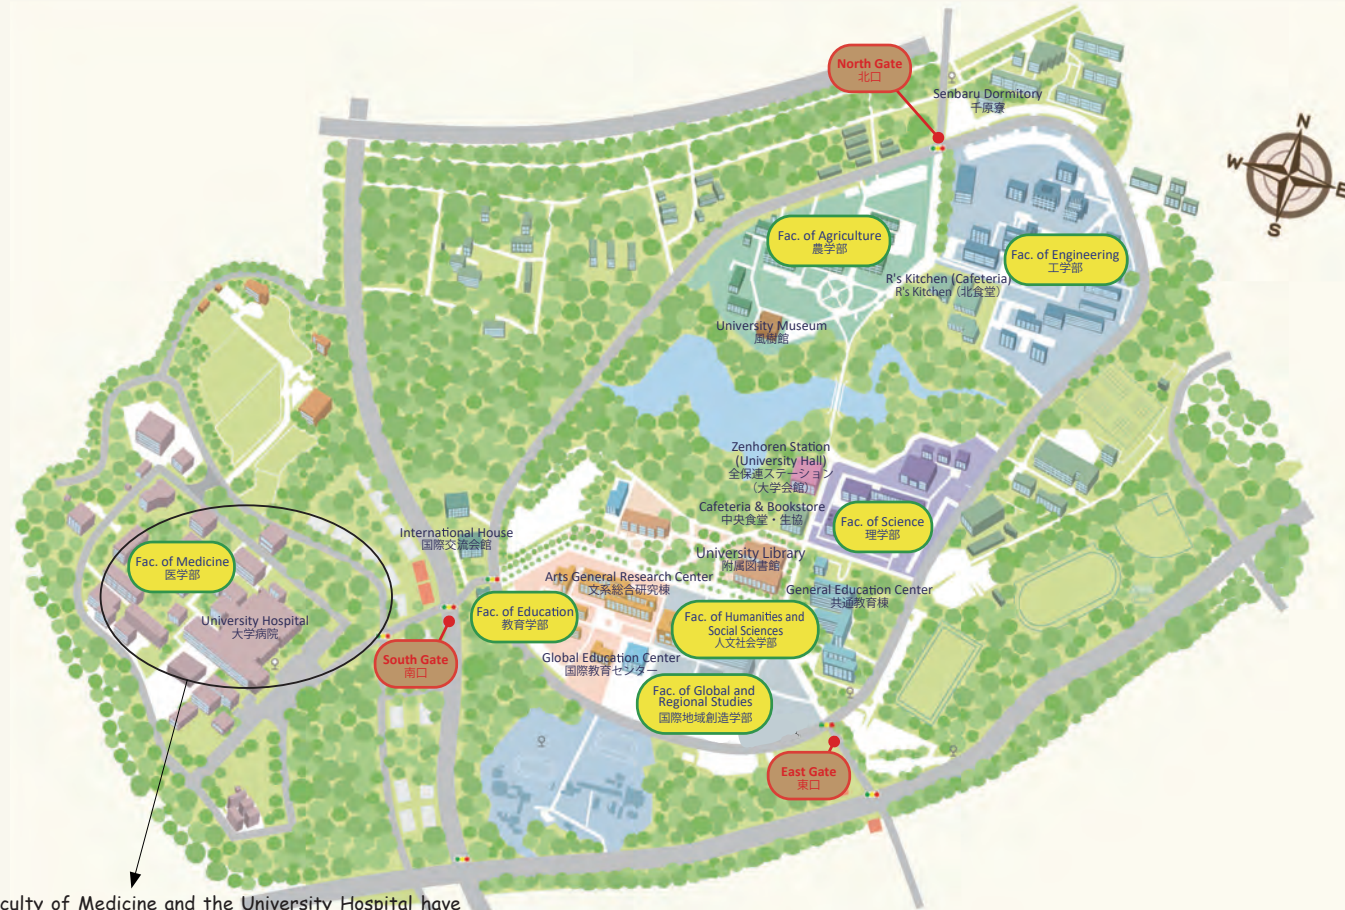 North Gate
北口
Senbaru Dormitory
千原寮
N
W
E
S
Fac. of Agriculture
農学部
Fac. of Engineering
工学部
R's Kitchen (Cafeteria)
R's Kitchen（北食堂）
University Museum
風樹館
Zenhoren Station
(University Hall)
全保連ステーション
（大学会館）
Cafeteria & Bookstore
中央食堂・生協
Fac. of Science
理学部
International House
国際交流会館
University Library
附属図書館
Fac. of Medicine
医学部
Arts General Research Center
文系総合研究棟
General Education Center
共通教育棟
Fac. of Education
教育学部
Fac. of Humanities and
Social Sciences
人文社会学部
University Hospital
大学病院
South Gate
南口
Global Education Center
国際教育センター
Fac. of Global and
Regional Studies
国際地域創造学部
East Gate
東口
culty of Medicine and the University Hospital have